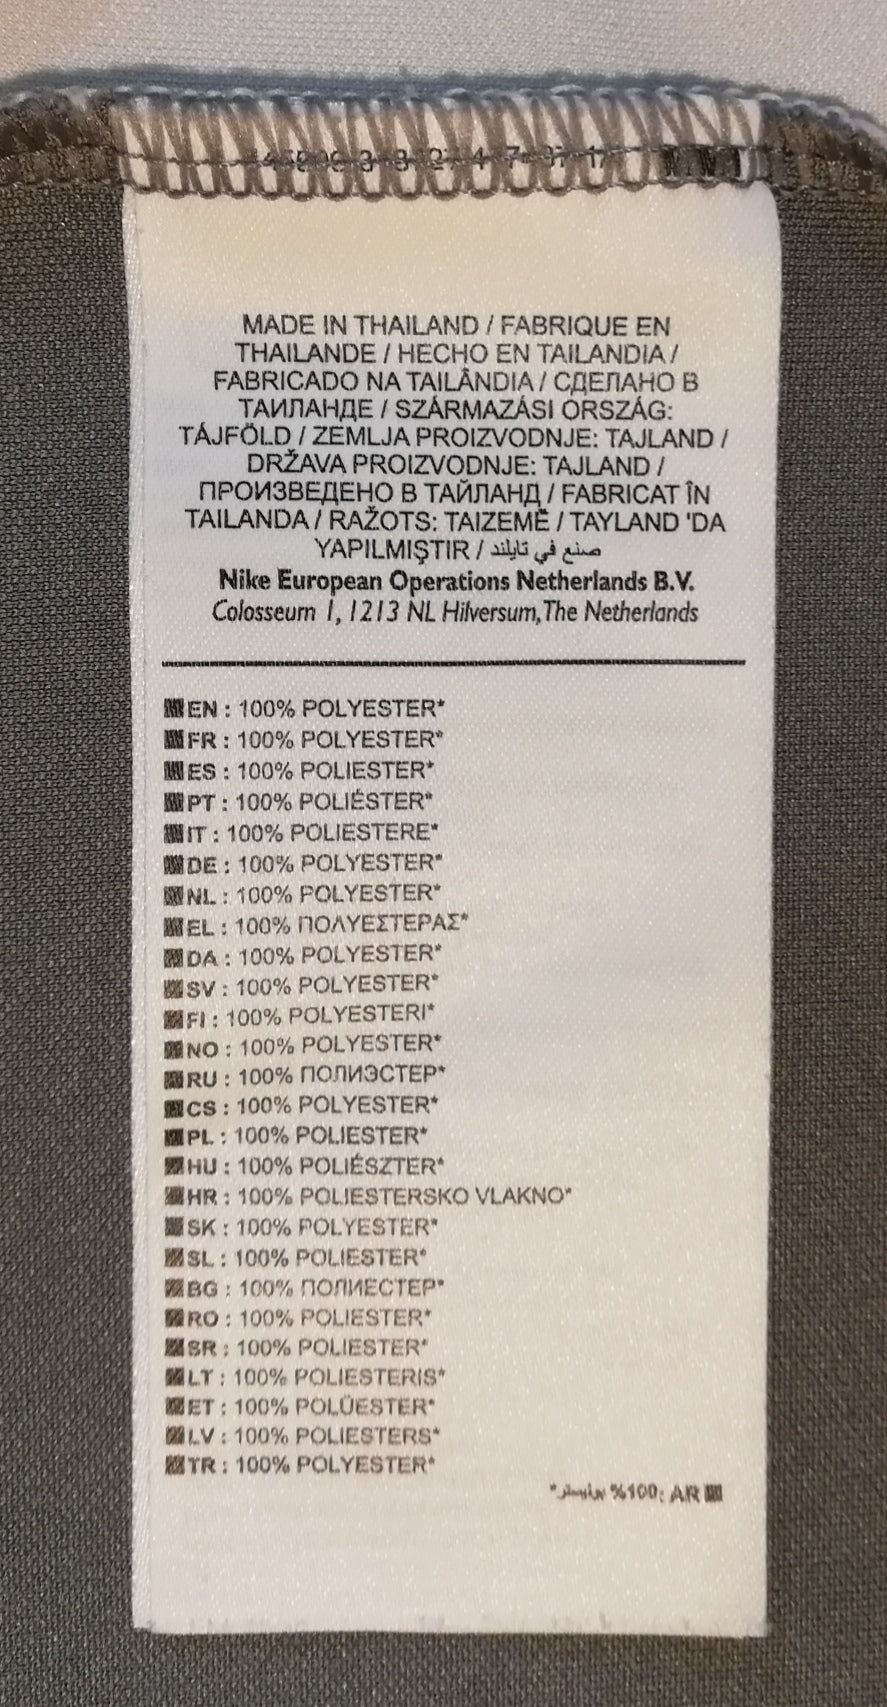 MADE IN THAILAND / FABRIQUE EN
THAILANDE / HECHO EN TAILANDIA /
FABRICADO NA TAILÂNDIA / СДЕЛАНО В
ТАИЛАНДЕ / SZÁRMAZÁSI ORSZÁG:
TÁJFÖLD / ZEMLJA PROIZVODNJE: TAJLAND /
DRŽAVA PROIZVODNJE: TAJLAND /
ПРОИЗВЕДЕНО В ТАЙЛАНД / FABRICAT ÎN
TAILANDA / RAŽOTS: TAIZEMĒ / TAYLAND 'DA
YAPILMIŞTIR / صنع في تايلند
Nike European Operations Netherlands B.V.
Colosseum 1, 1213 NL Hilversum, The Netherlands
EN : 100% POLYESTER*
FR : 100% POLYESTER*
ES : 100% POLIESTER*
PT : 100% POLIÉSTER*
IT : 100% POLIESTERE*
DE : 100% POLYESTER*
NL : 100% POLYESTER*
EL : 100% ΠΟΛΥΕΣΤΕΡΑΣ*
DA : 100% POLYESTER*
SV : 100% POLYESTER*
FI : 100% POLYESTERI*
NO : 100% POLYESTER*
RU : 100% ПОЛИЭСТЕР*
CS : 100% POLYESTER*
PL : 100% POLIESTER*
HU : 100% POLIÉSZTER*
HR : 100% POLIESTERSKO VLAKNO*
SK : 100% POLYESTER*
SL : 100% POLIESTER*
BG : 100% ПОЛИЕСТЕР*
RO : 100% POLIESTER*
SR : 100% POLIESTER*
LT : 100% POLIESTERIS*
ET : 100% POLÜESTER*
LV : 100% POLIESTERS*
TR : 100% POLYESTER*
AR :100% بوليستر*